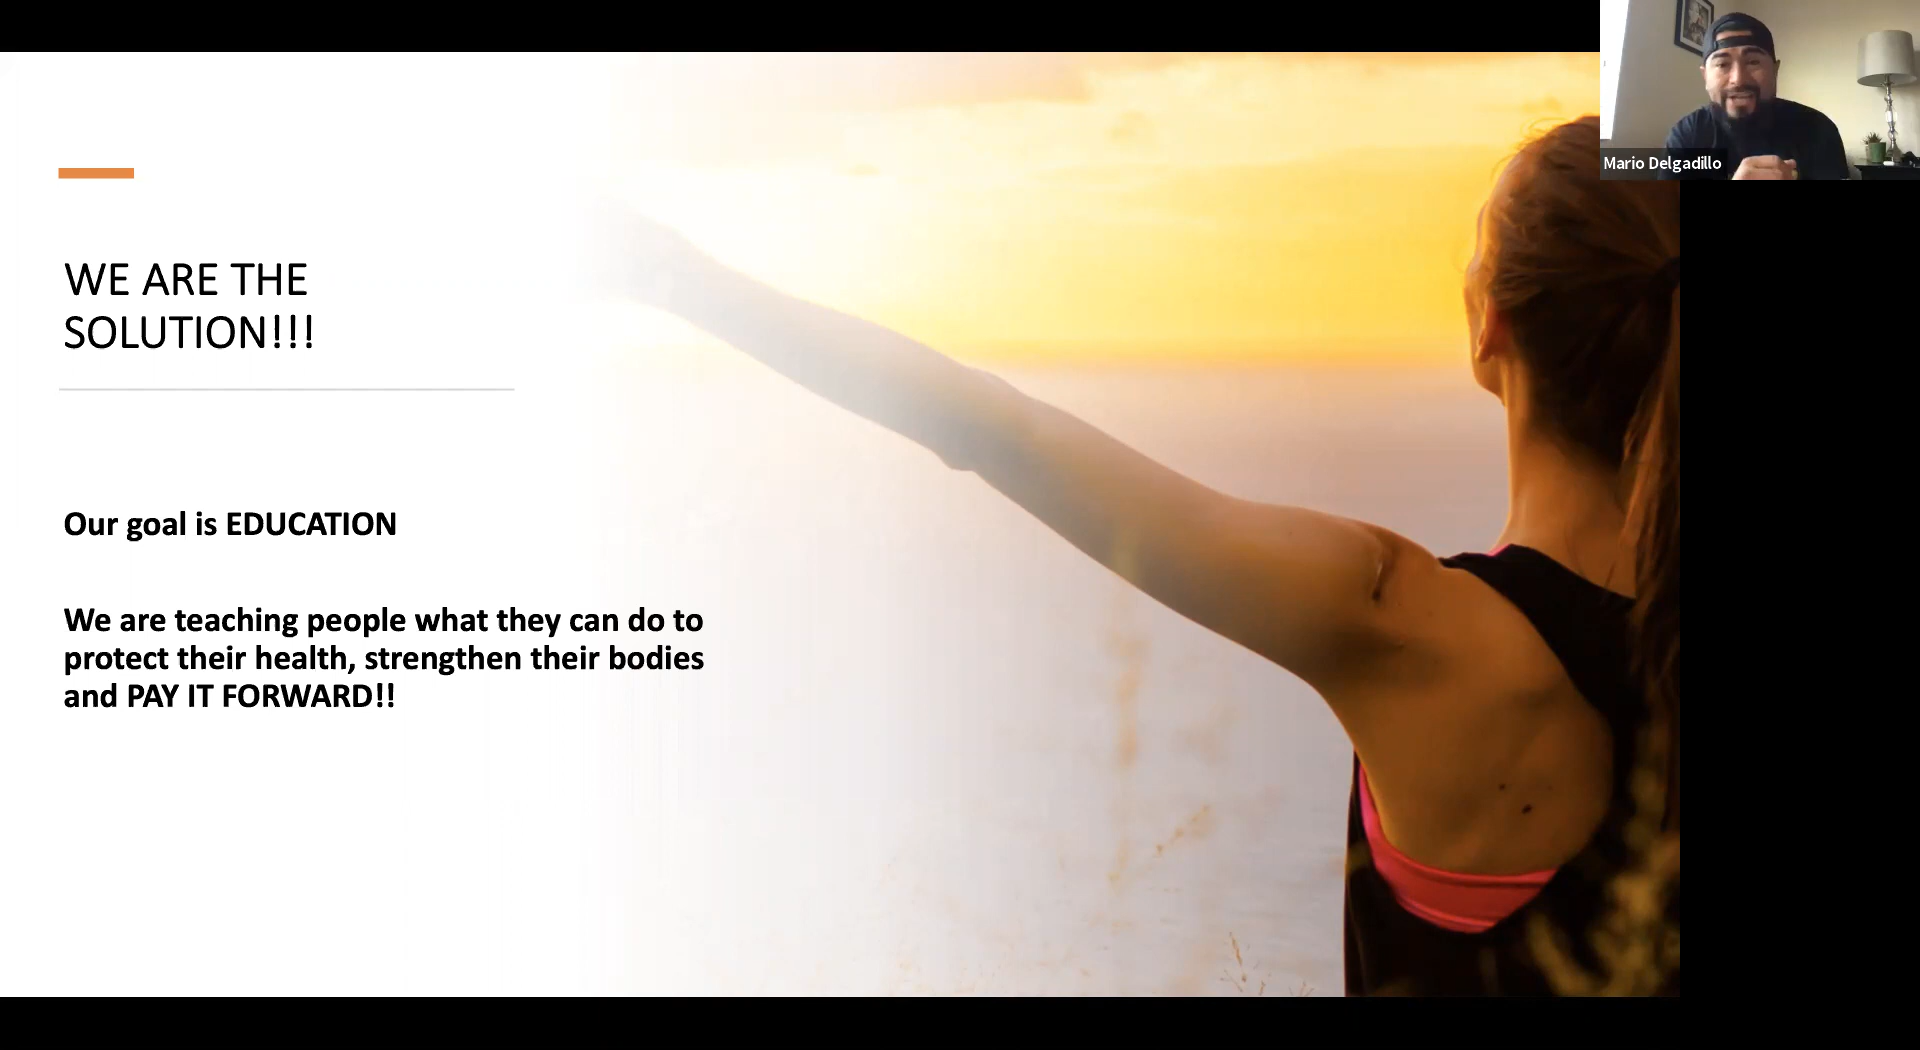 WE ARE THE
SOLUTION!!!
Our goal is EDUCATION
We are teaching people what they can do to
protect their health, strengthen their bodies
and PAY IT FORWARD!!
Mario Delgadillo